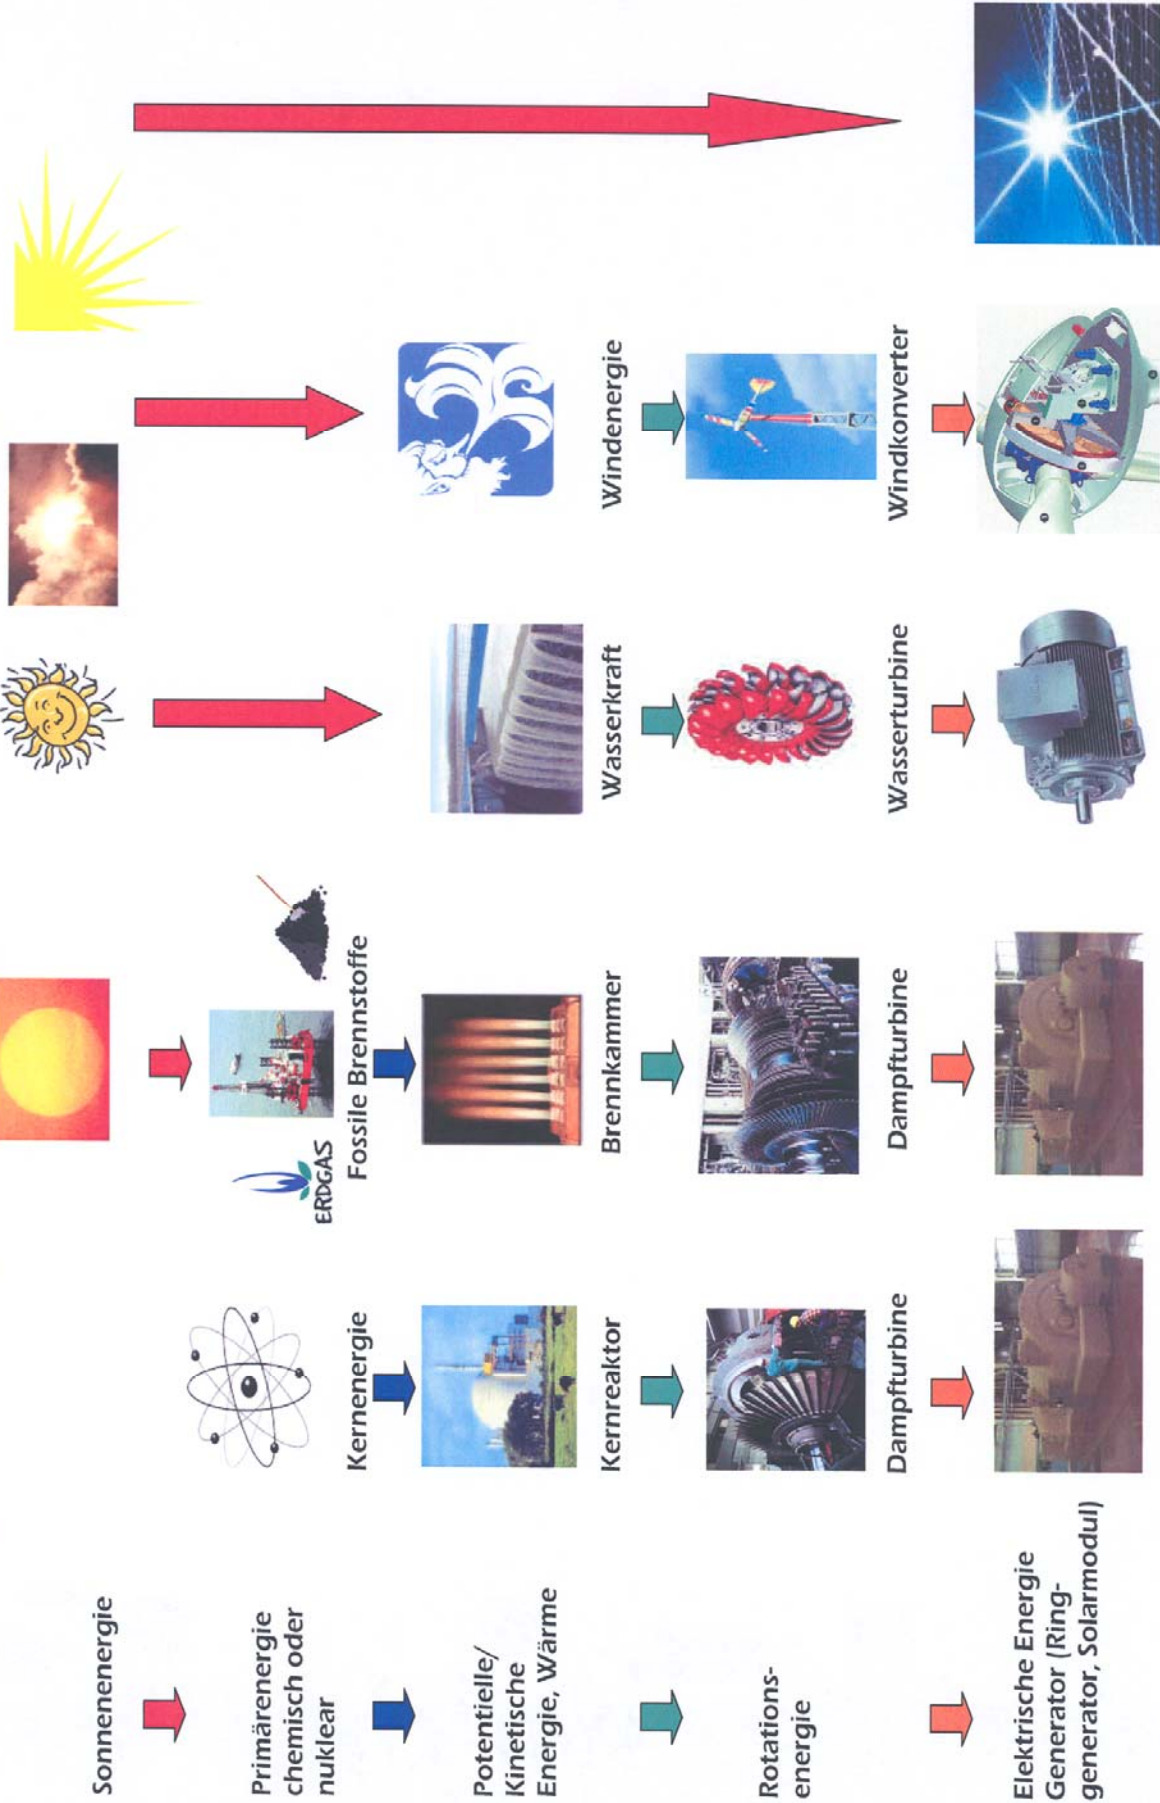 Sonnenenergie
Primärenergie
chemisch oder
nuklear
Potentielle/
Kinetische
Energie, Wärme
Rotations-
energie
Elektrische Energie
Generator (Ring-
generator, Solarmodul)
Kernenergie
Kernreaktor
Dampfturbine
ERDGAS
Fossile Brennstoffe
Brennkammer
Dampfturbine
Wasserkraft
Wasserturbine
Windenergie
Windkonverter